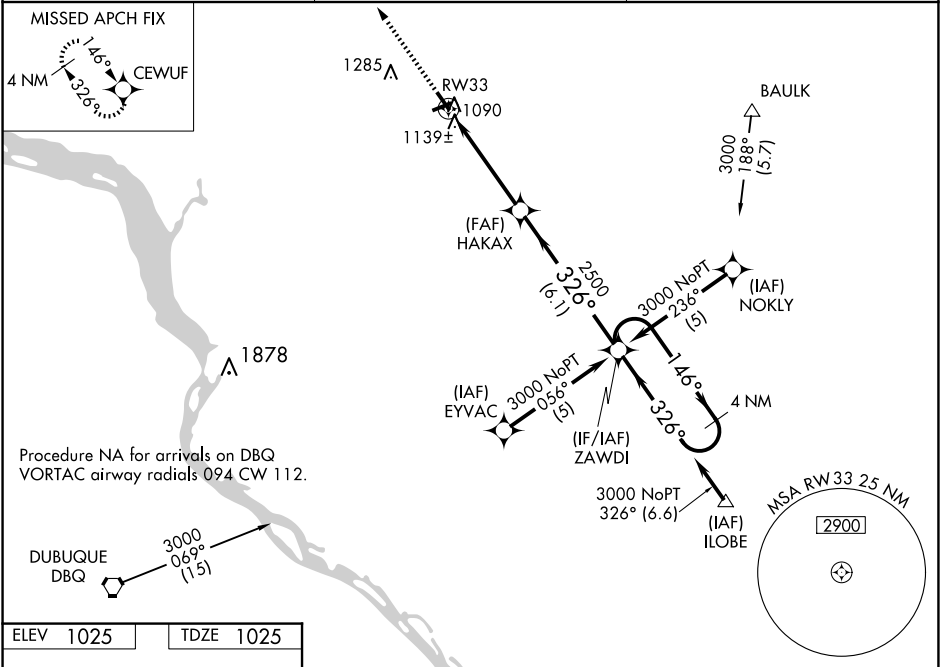 MISSED APCH FIX
146°
CEWUF
4 NM
326°
1285
RW33
1090
1139±
BAULK
3000
188°
(5.7)
(FAF)
HAKAX
2500
326°
(6.1)
3000 NoPT
236°
(5)
(IAF)
NOKLY
1878
(IAF)
EYVAC
3000 NoPT
056°
(5)
146°
326°
4 NM
(IF/IAF)
ZAWDI
Procedure NA for arrivals on DBQ
VORTAC airway radials 094 CW 112.
3000 NoPT
326° (6.6)
(IAF)
ILOBE
MSA RW33 25 NM
2900
DUBUQUE
DBQ
3000
069°
(15)
ELEV 1025
TDZE 1025